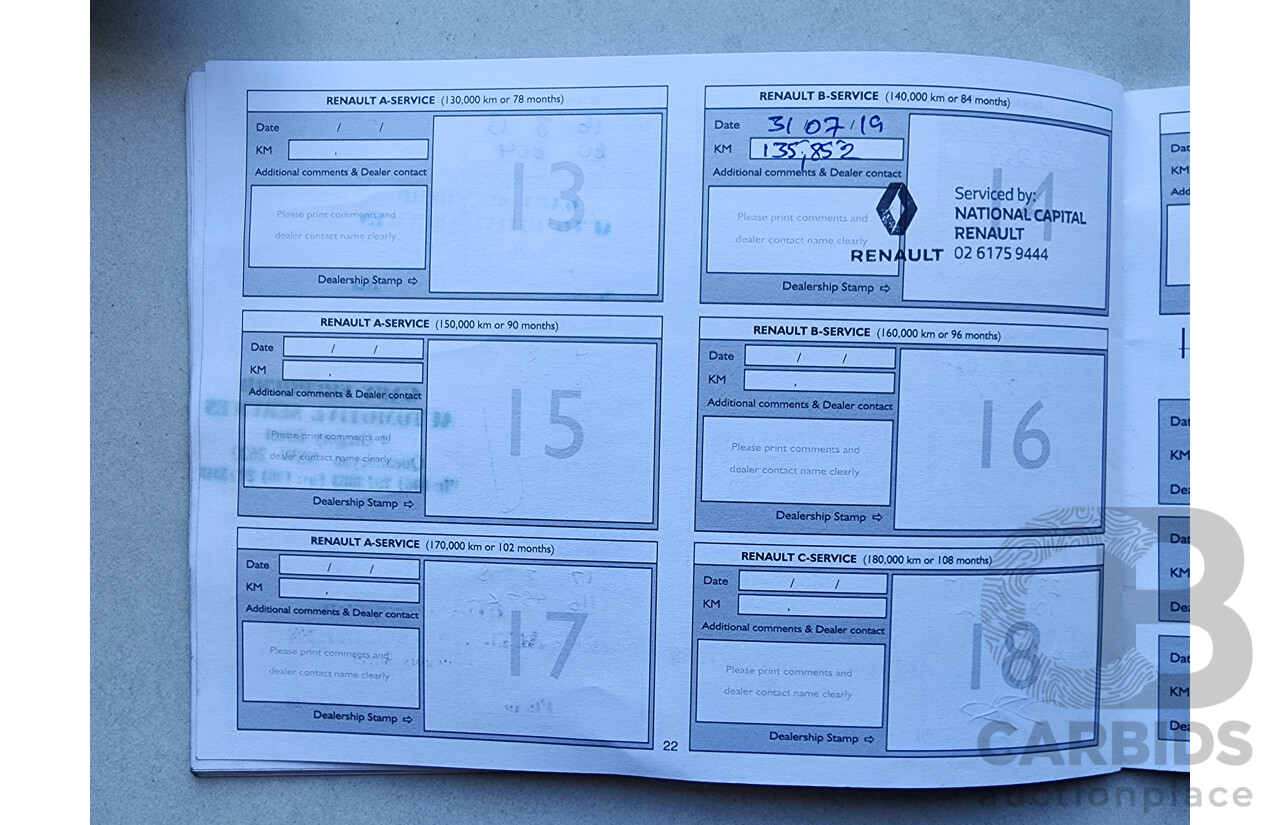 RENAULT A-SERVICE (130,000 km or 78 months)
Date / /
KM .
Additional comments & Dealer contact
Please print comments and
dealer contact name clearly
Dealership Stamp ⇨
13
RENAULT B-SERVICE (140,000 km or 84 months)
Date 31/07/19
KM 135,852
Additional comments & Dealer contact
Please print comments and
dealer contact name clearly
Dealership Stamp ⇨
14
RENAULT
Serviced by:
NATIONAL CAPITAL
RENAULT
02 6175 9444
RENAULT A-SERVICE (150,000 km or 90 months)
Date / /
KM .
Additional comments & Dealer contact
Please print comments and
dealer contact name clearly
Dealership Stamp ⇨
15
RENAULT B-SERVICE (160,000 km or 96 months)
Date / /
KM .
Additional comments & Dealer contact
Please print comments and
dealer contact name clearly
Dealership Stamp ⇨
16
RENAULT A-SERVICE (170,000 km or 102 months)
Date / /
KM .
Additional comments & Dealer contact
Please print comments and
dealer contact name clearly
Dealership Stamp ⇨
17
RENAULT C-SERVICE (180,000 km or 108 months)
Date / /
KM .
Additional comments & Dealer contact
Please print comments and
dealer contact name clearly
Dealership Stamp ⇨
18
22
KM
KM
KM
KM
CB
CARBIDS
auctionplace